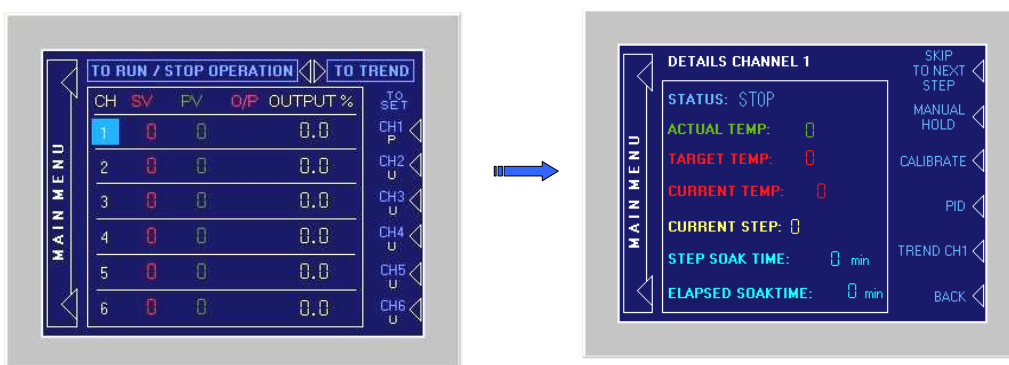 MAIN MENU
TO RUN / STOP OPERATION TO TREND
CH SV PV O/P OUTPUT % TO SET
1 0 0 0.0 CH1 P
2 0 0 0.0 CH2 U
3 0 0 0.0 CH3 U
4 0 0 0.0 CH4 U
5 0 0 0.0 CH5 U
6 0 0 0.0 CH6 U
MAIN MENU
DETAILS CHANNEL 1
STATUS: STOP
ACTUAL TEMP: 0
TARGET TEMP: 0
CURRENT TEMP: 0
CURRENT STEP: 0
STEP SOAK TIME: 0 min
ELAPSED SOAKTIME: 0 min
SKIP
TO NEXT
STEP
MANUAL
HOLD
CALIBRATE
PID
TREND CH1
BACK